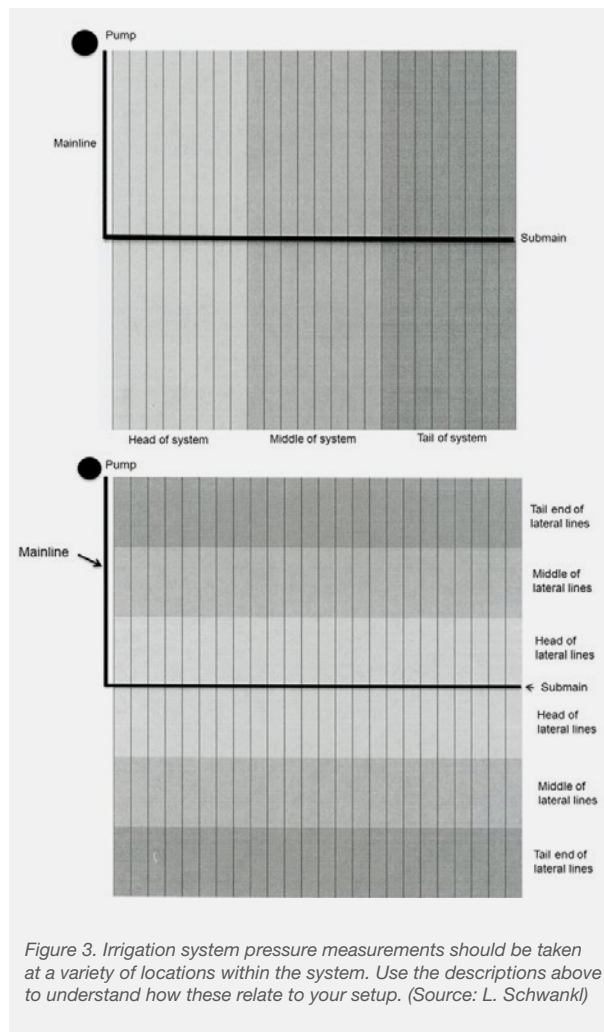 Pump
Mainline
Submain
Head of system
Middle of system
Tail of system
Pump
Tail end of
lateral lines
Mainline
Middle of
lateral lines
Head of
lateral lines
Submain
Head of
lateral lines
Middle of
lateral lines
Tail end of
lateral lines
Figure 3. Irrigation system pressure measurements should be taken
at a variety of locations within the system. Use the descriptions above
to understand how these relate to your setup. (Source: L. Schwankl)